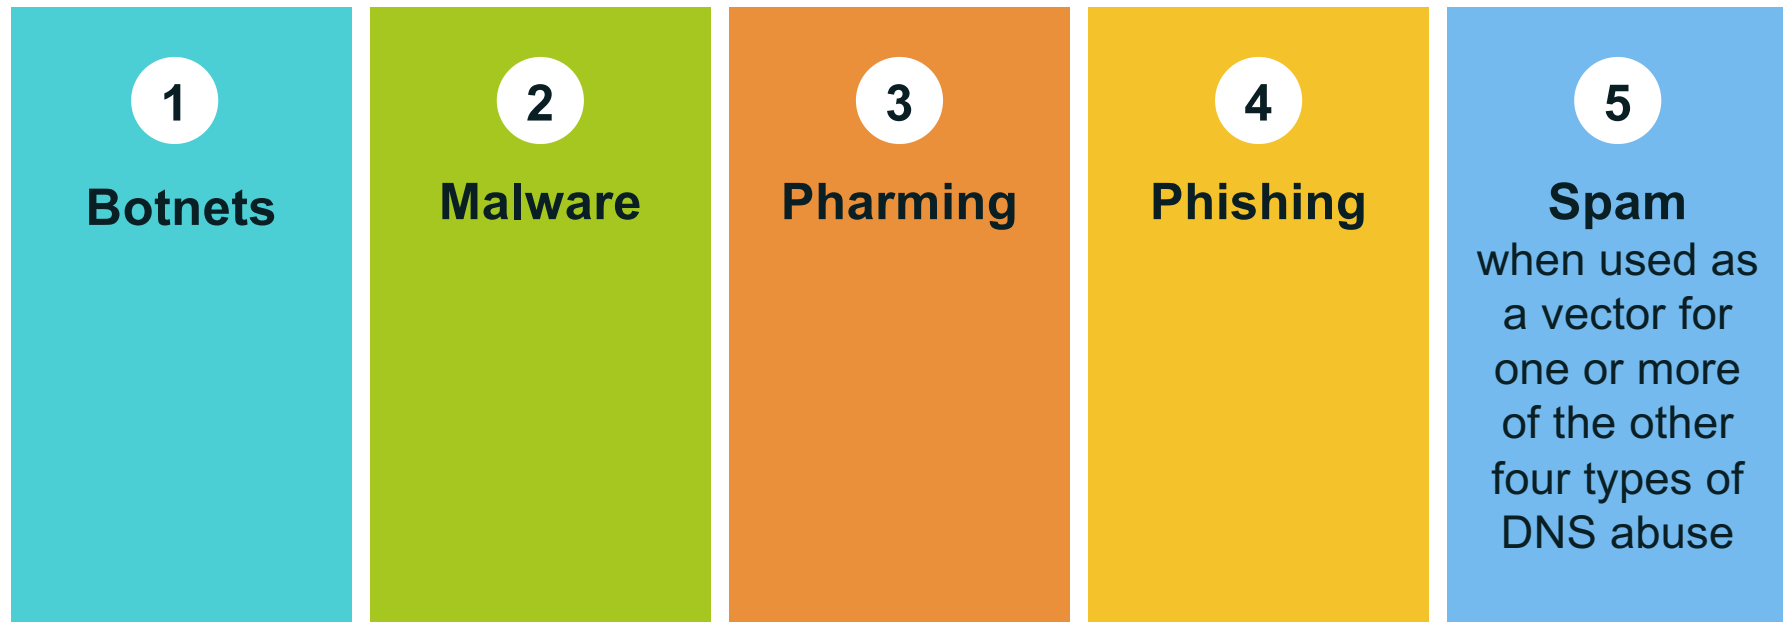 1
Botnets
2
Malware
3
Pharming
4
Phishing
5
Spam
when used as
a vector for
one or more
of the other
four types of
DNS abuse